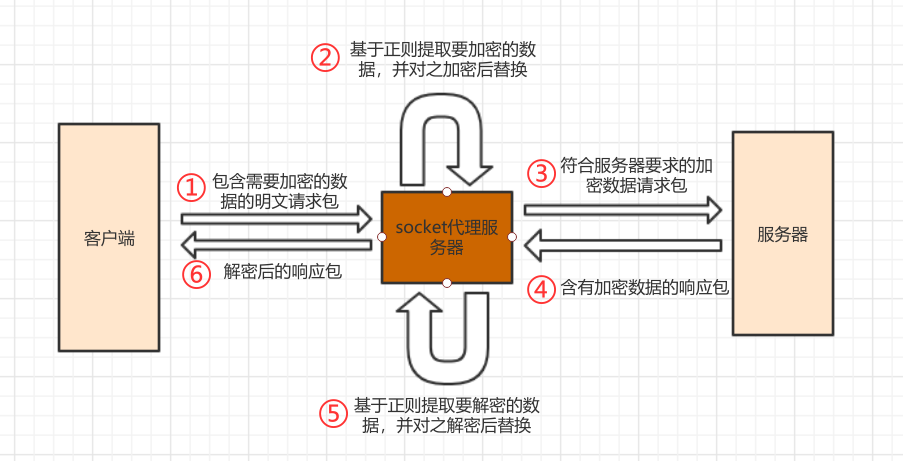 ②
基于正则提取要加密的数
据，并对之加密后替换
①
包含需要加密的数
据的明文请求包
③
符合服务器要求的加
密数据请求包
客户端
socket代理服
务器
服务器
⑥
解密后的响应包
④
含有加密数据的响应包
⑤
基于正则提取要解密的数
据，并对之解密后替换